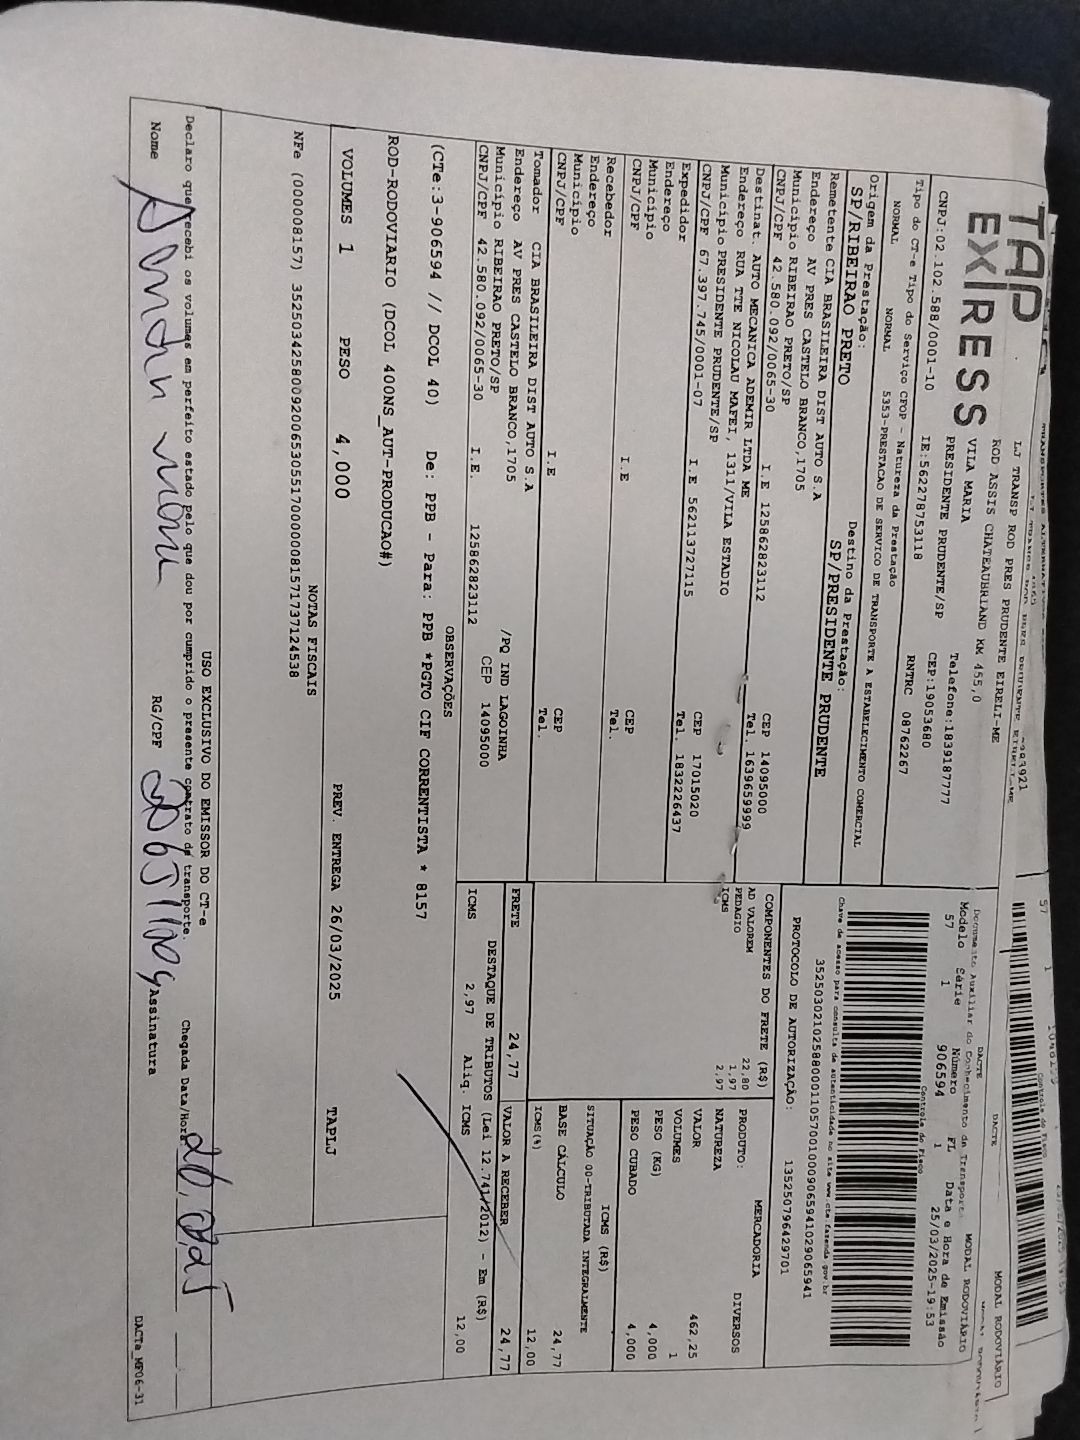 TAP
EXPRESS
LJ TRANSP ROD PRES PRUDENTE EIRELI-ME
ROD ASSIS CHATEAUBRIAND KM 455,0
VILA MARIA
PRESIDENTE PRUDENTE/SP
Telefone:1839187777
CNPJ:02.102.588/0001-10
IE:562278753118
CEP:19053680
Tipo do CT-e Tipo do Serviço CFOP - Natureza da Prestação
RNTRC 08762267
NORMAL NORMAL 5353-PRESTACAO DE SERVICO DE TRANSPORTE A ESTABELECIMENTO COMERCIAL
DACTE MODAL RODOVIÁRIO
Documento Auxiliar do Conhecimento de Transporte
Modelo Série Número FL Data e Hora de Emissão
57 1 906594 1 25/03/2025-19:53
Controle do Fisco
Chave de acesso para consulta de autenticidade no site www.cte.fazenda.gov.br
35250302102588000110570010009065941029065941
PROTOCOLO DE AUTORIZAÇÃO: 135250796429701
Origem da Prestação: Destino da Prestação:
SP/RIBEIRAO PRETO SP/PRESIDENTE PRUDENTE
Remetente CIA BRASILEIRA DIST AUTO S.A
Endereço AV PRES CASTELO BRANCO,1705
Município RIBEIRAO PRETO/SP CEP 14095000
CNPJ/CPF 42.580.092/0065-30 I.E 125862823112 Tel. 1639659999
Destinat. AUTO MECANICA ADEMIR LTDA ME
Endereço RUA TTE NICOLAU MAFEI, 1311/VILA ESTADIO
Município PRESIDENTE PRUDENTE/SP CEP 17015020
CNPJ/CPF 67.397.745/0001-07 I.E 562113727115 Tel. 1832226437
Expedidor
Endereço
Município CEP
CNPJ/CPF I.E Tel.
Recebedor
Endereço
Município CEP
CNPJ/CPF I.E Tel.
Tomador CIA BRASILEIRA DIST AUTO S.A
Endereço AV PRES CASTELO BRANCO,1705 /PQ IND LAGOINHA
Município RIBEIRAO PRETO/SP CEP 14095000
CNPJ/CPF 42.580.092/0065-30 I.E. 125862823112
COMPONENTES DO FRETE (R$)
AD VALOREM 22,80
PEDAGIO 1,97
ICMS 2,97
FRETE 24,77
PRODUTO: MERCADORIA
NATUREZA DIVERSOS
VALOR 462,25
VOLUMES 1
PESO (KG) 4,000
PESO CUBADO 4,000
ICMS (R$)
SITUAÇÃO 00-TRIBUTADA INTEGRALMENTE
BASE CÁLCULO 24,77
ICMS(%) 12,00
VALOR A RECEBER 24,77
DESTAQUE DE TRIBUTOS (Lei 12.741/2012) - Em (R$)
ICMS 2,97 Aliq. ICMS 12,00
OBSERVAÇÕES
(CTe:3-906594 // DCOL 40) De: PPB - Para: PPB *PGTO CIF CORRENTISTA * 8157
ROD-RODOVIARIO (DCOL 400NS_AUT-PRODUCAO#)
VOLUMES 1 PESO 4,000 PREV. ENTREGA 26/03/2025 TAPLJ
NOTAS FISCAIS
NFe (000008157) 35250342580092006530551700000081571737124538
USO EXCLUSIVO DO EMISSOR DO CT-e
Declaro que recebi os volumes em perfeito estado pelo que dou por cumprido o presente contrato de transporte. Chegada Data/Hora
Nome RG/CPF Assinatura
DACTe_MF06-31